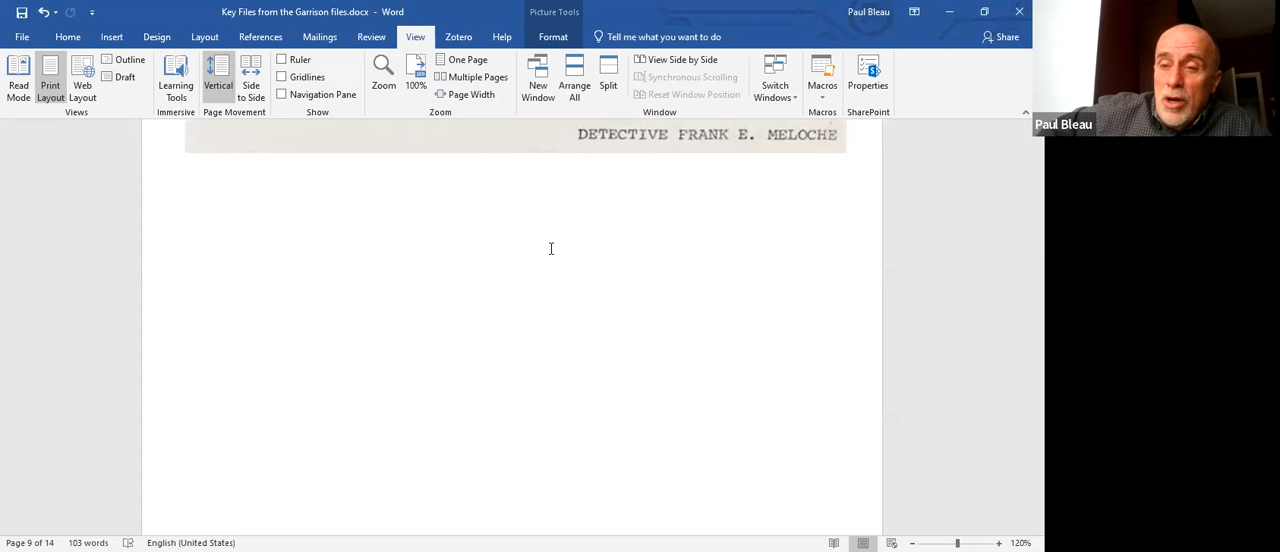 Key Files from the Garrison files.docx - Word
Picture Tools
Paul Bleau
File Home Insert Design Layout References Mailings Review View Zotero Help Format Tell me what you want to do Share
Read Mode
Print Layout
Web Layout
Outline
Draft
Views
Learning Tools
Immersive
Vertical
Side to Side
Page Movement
Ruler
Gridlines
Navigation Pane
Show
Zoom
100
100%
One Page
Multiple Pages
Page Width
Zoom
New Window
Arrange All
Split
View Side by Side
Synchronous Scrolling
Reset Window Position
Switch Windows
Window
Macros
Macros
Properties
SharePoint
Paul Bleau
DETECTIVE FRANK E. MELOCHE
Page 9 of 14 103 words English (United States) 120%